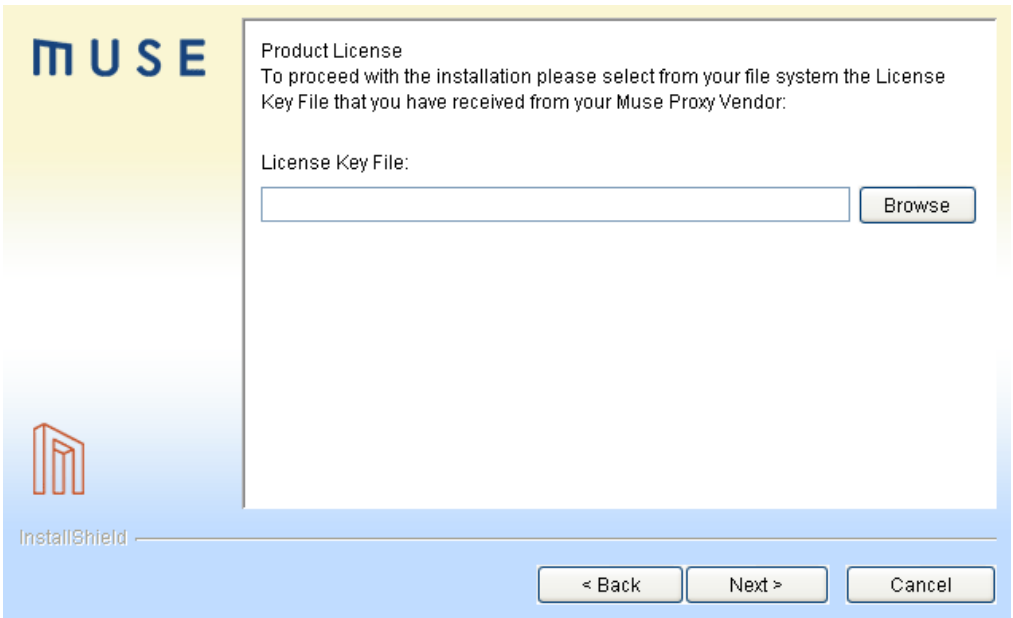 MUSE
Product License
To proceed with the installation please select from your file system the License
Key File that you have received from your Muse Proxy Vendor:
License Key File:
Browse
InstallShield
< Back
Next >
Cancel